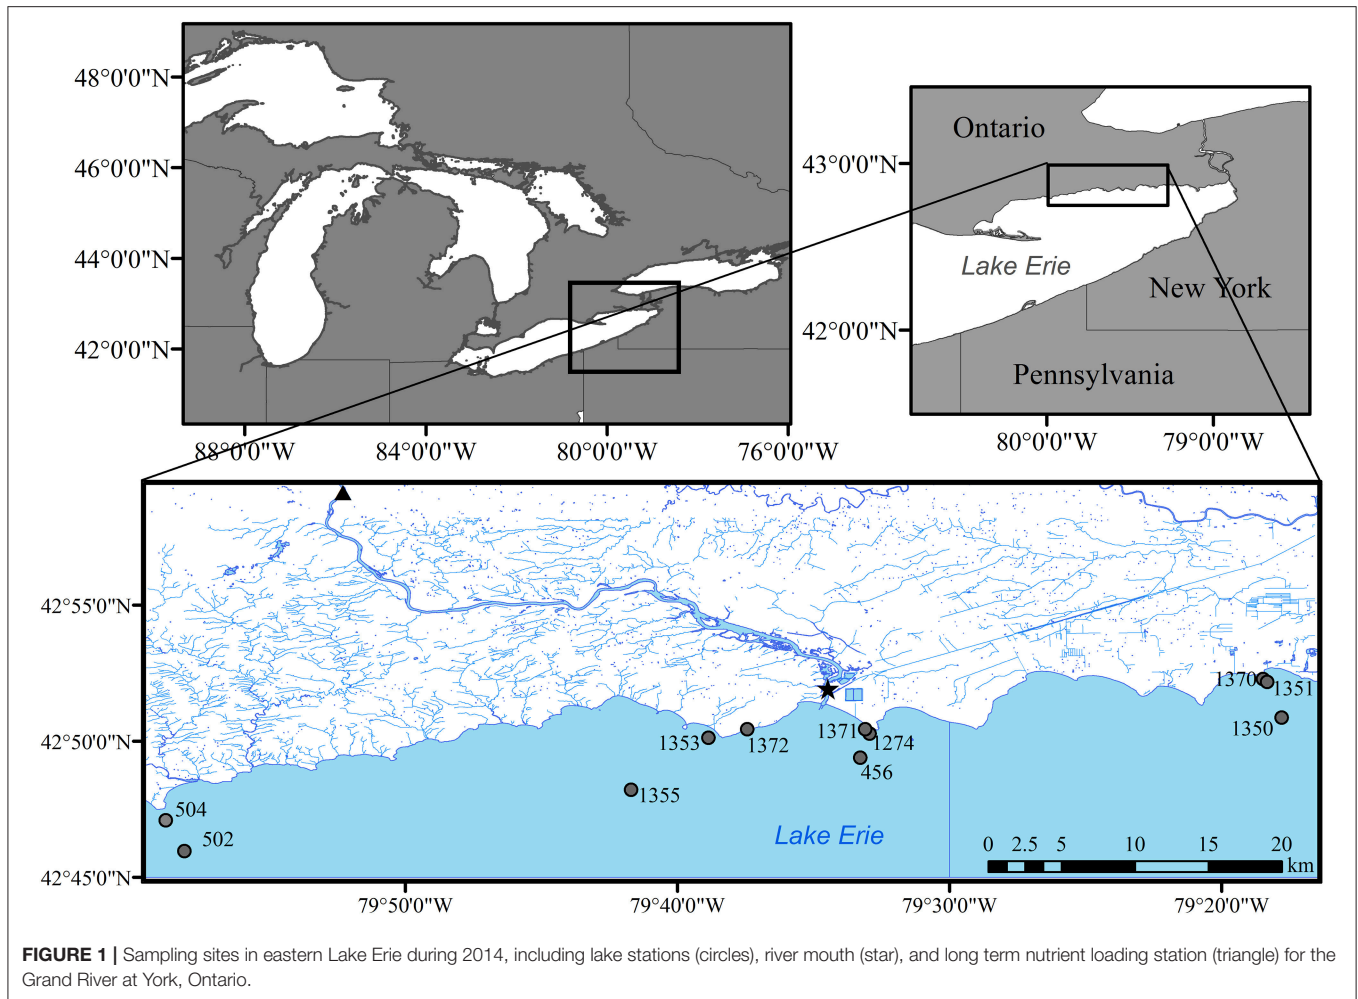 48°0'0"N
46°0'0"N
44°0'0"N
42°0'0"N
88°0'0"W
84°0'0"W
80°0'0"W
76°0'0"W
Ontario
43°0'0"N
Lake Erie
New York
42°0'0"N
Pennsylvania
80°0'0"W
79°0'0"W
42°55'0"N
42°50'0"N
42°45'0"N
1370
1351
1350
1371
1274
1353
1372
456
1355
504
502
Lake Erie
0 2.5 5 10 15 20
km
79°50'0"W
79°40'0"W
79°30'0"W
79°20'0"W
FIGURE 1 | Sampling sites in eastern Lake Erie during 2014, including lake stations (circles), river mouth (star), and long term nutrient loading station (triangle) for the
Grand River at York, Ontario.